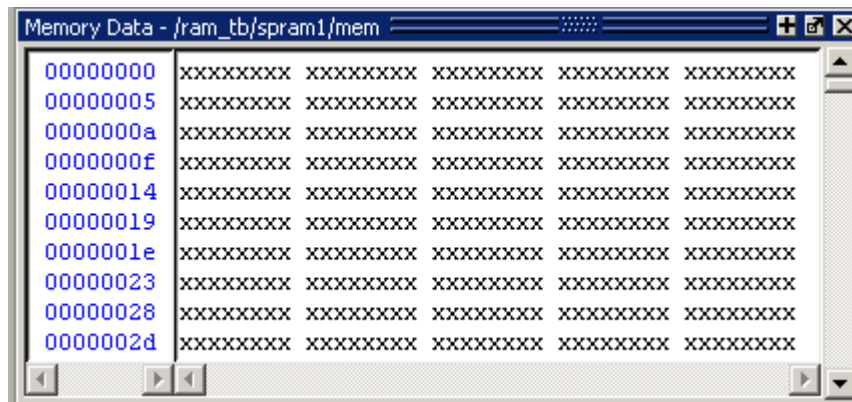 Memory Data - /ram_tb/spram1/mem
00000000 xxxxxxxx xxxxxxxx xxxxxxxx xxxxxxxx xxxxxxxx
00000005 xxxxxxxx xxxxxxxx xxxxxxxx xxxxxxxx xxxxxxxx
0000000a xxxxxxxx xxxxxxxx xxxxxxxx xxxxxxxx xxxxxxxx
0000000f xxxxxxxx xxxxxxxx xxxxxxxx xxxxxxxx xxxxxxxx
00000014 xxxxxxxx xxxxxxxx xxxxxxxx xxxxxxxx xxxxxxxx
00000019 xxxxxxxx xxxxxxxx xxxxxxxx xxxxxxxx xxxxxxxx
0000001e xxxxxxxx xxxxxxxx xxxxxxxx xxxxxxxx xxxxxxxx
00000023 xxxxxxxx xxxxxxxx xxxxxxxx xxxxxxxx xxxxxxxx
00000028 xxxxxxxx xxxxxxxx xxxxxxxx xxxxxxxx xxxxxxxx
0000002d xxxxxxxx xxxxxxxx xxxxxxxx xxxxxxxx xxxxxxxx